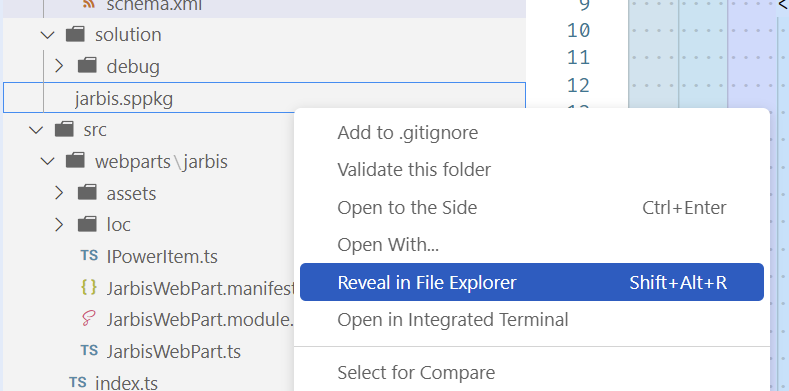 schema.xml
solution
debug
jarbis.sppkg
src
webparts\jarbis
assets
loc
TS IPowerItem.ts
{} JarbisWebPart.manifest
JarbisWebPart.module.
TS JarbisWebPart.ts
TS index.ts
9
10
11
12
<
Add to .gitignore
Validate this folder
Open to the Side Ctrl+Enter
Open With...
Reveal in File Explorer Shift+Alt+R
Open in Integrated Terminal
Select for Compare